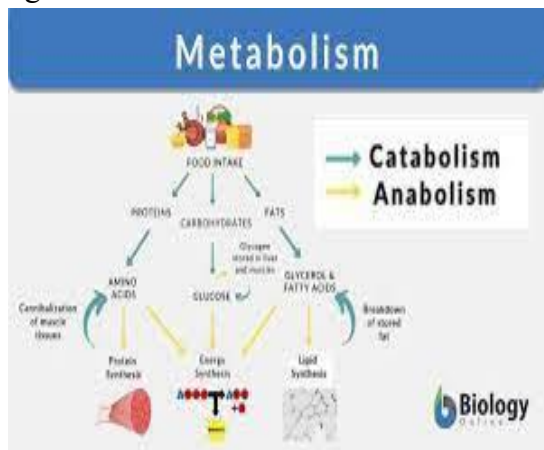 Metabolism
Catabolism
Anabolism
FOOD INTAKE
PROTEINS
CARBOHYDRATES
FATS
Glycogen
stored in liver
and muscles
AMINO
ACIDS
GLUCOSE
GLYCEROL &
FATTY ACIDS
Cannibalization
of muscle
tissues
Breakdown
of stored
fat
Protein
Synthesis
Energy
Synthesis
Lipid
Synthesis
Biology
Online